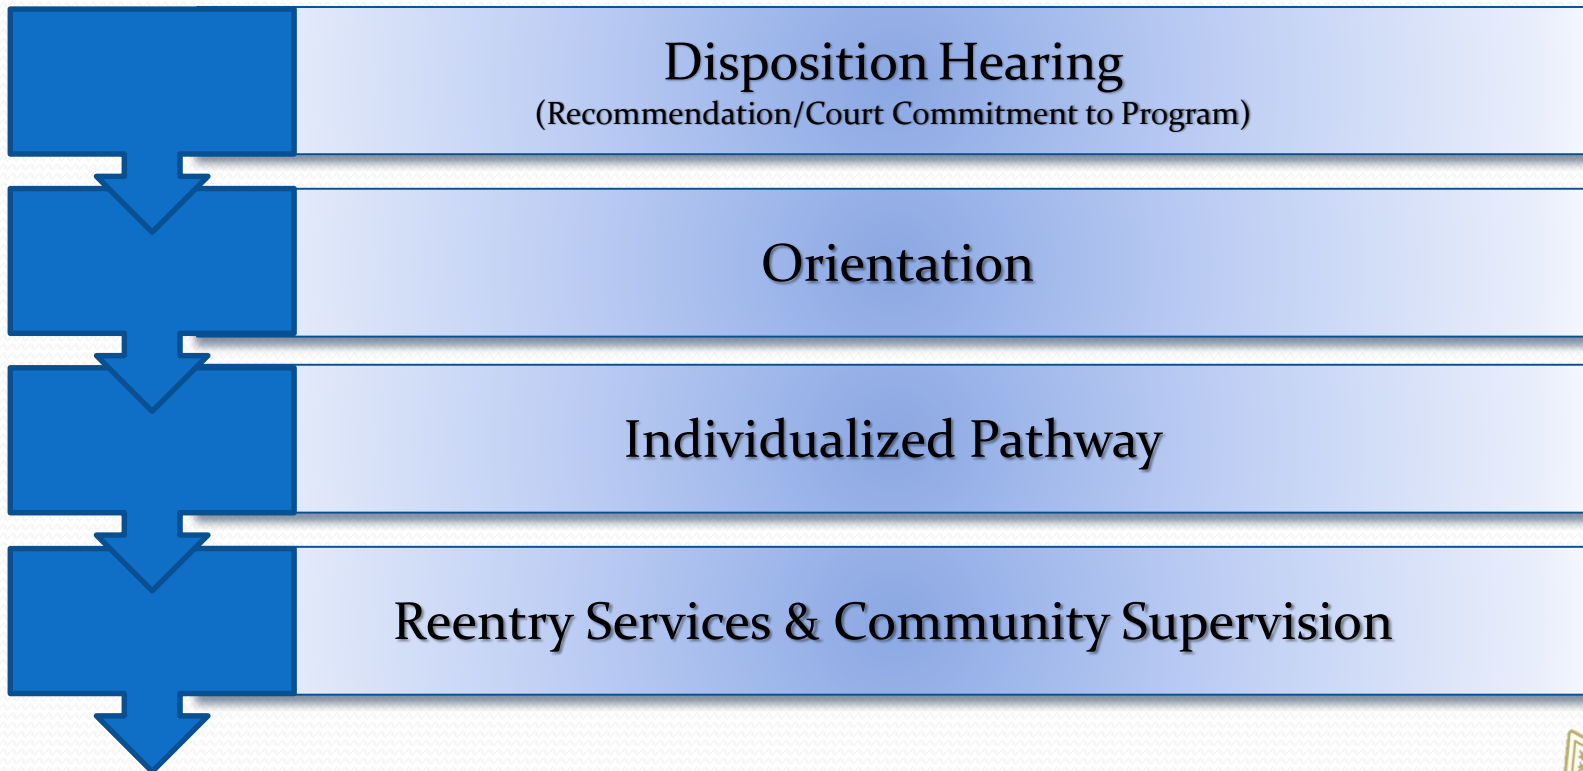 Disposition Hearing
(Recommendation/Court Commitment to Program)
Orientation
Individualized Pathway
Reentry Services & Community Supervision